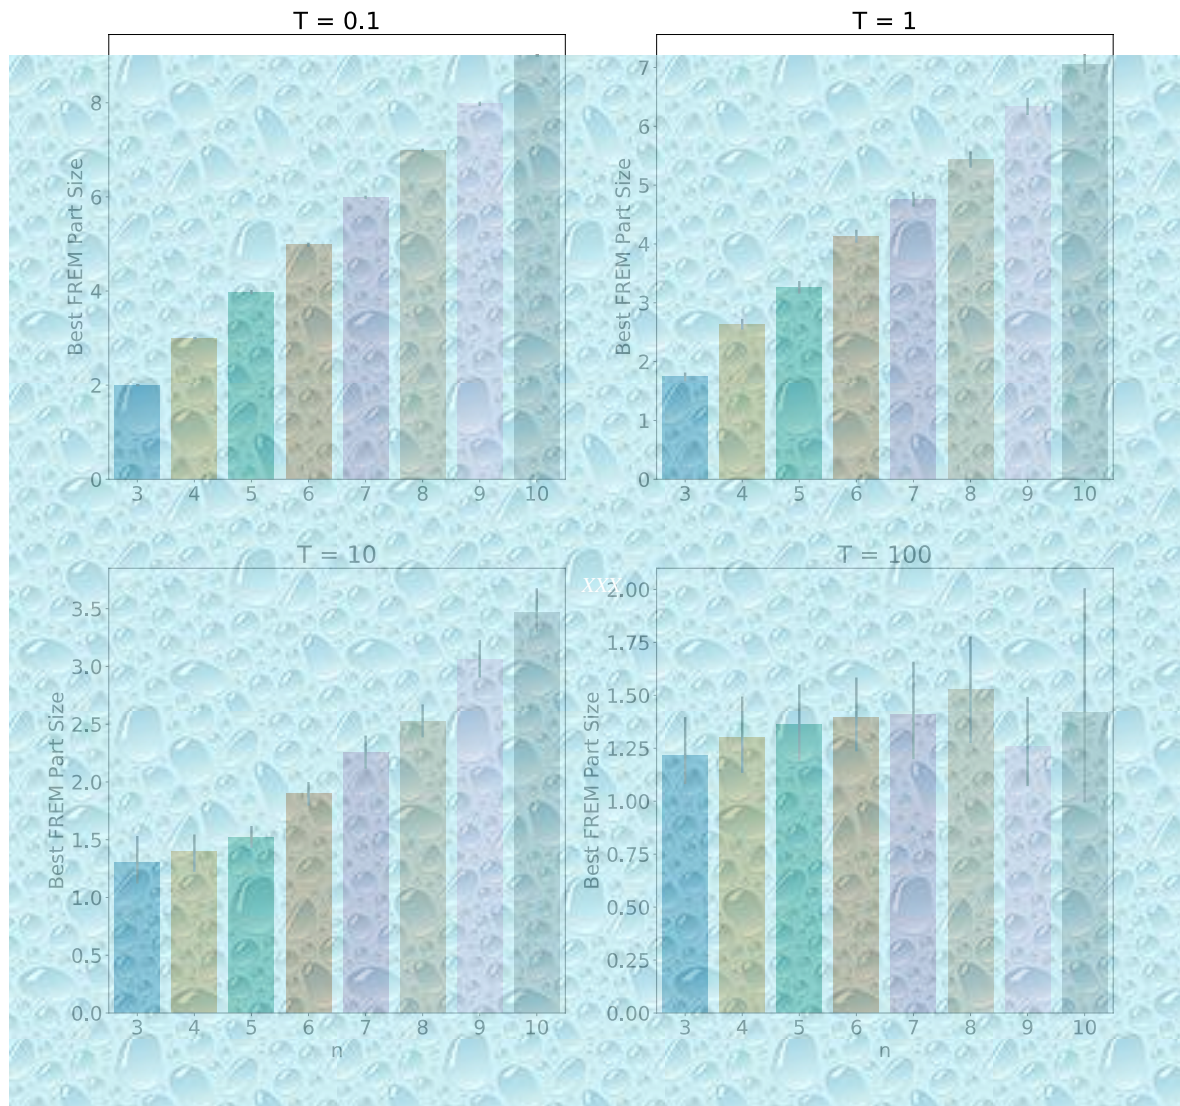 T = 0.1
Best FREM Part Size
8
6
4
2
0
3 4 5 6 7 8 9 10
T = 1
Best FREM Part Size
7
6
5
4
3
2
1
0
3 4 5 6 7 8 9 10
T = 10
Best FREM Part Size
3.5
3.0
2.5
2.0
1.5
1.0
0.5
0.0
3 4 5 6 7 8 9 10
n
xxx
T = 100
Best FREM Part Size
2.00
1.75
1.50
1.25
1.00
0.75
0.50
0.25
0.00
3 4 5 6 7 8 9 10
n